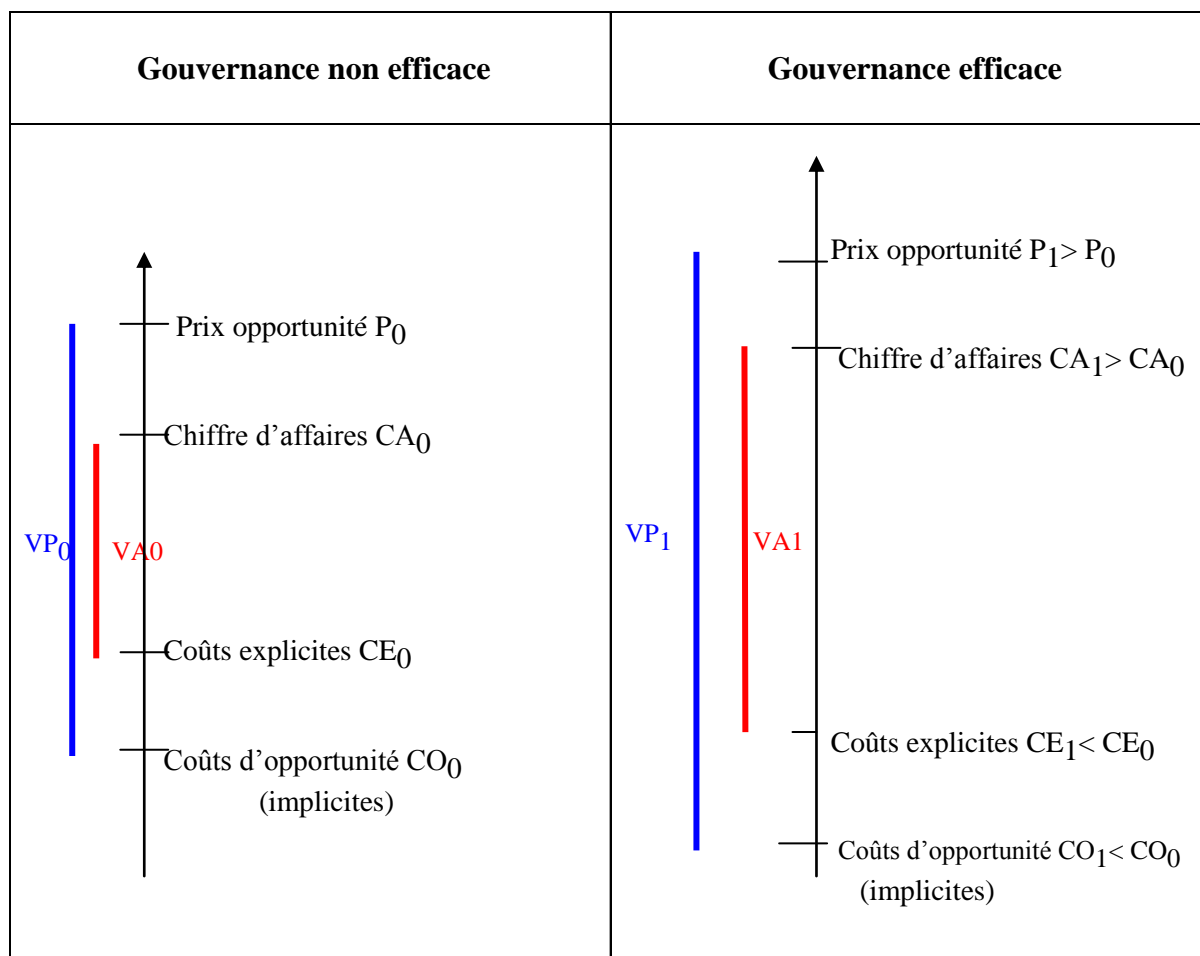 Gouvernance non efficace
Gouvernance efficace
Prix opportunité P0
Chiffre d'affaires CA0
VP0
VA0
Coûts explicites CE0
Coûts d'opportunité CO0
(implicites)
Prix opportunité P1> P0
Chiffre d'affaires CA1> CA0
VP1
VA1
Coûts explicites CE1< CE0
Coûts d'opportunité CO1< CO0
(implicites)